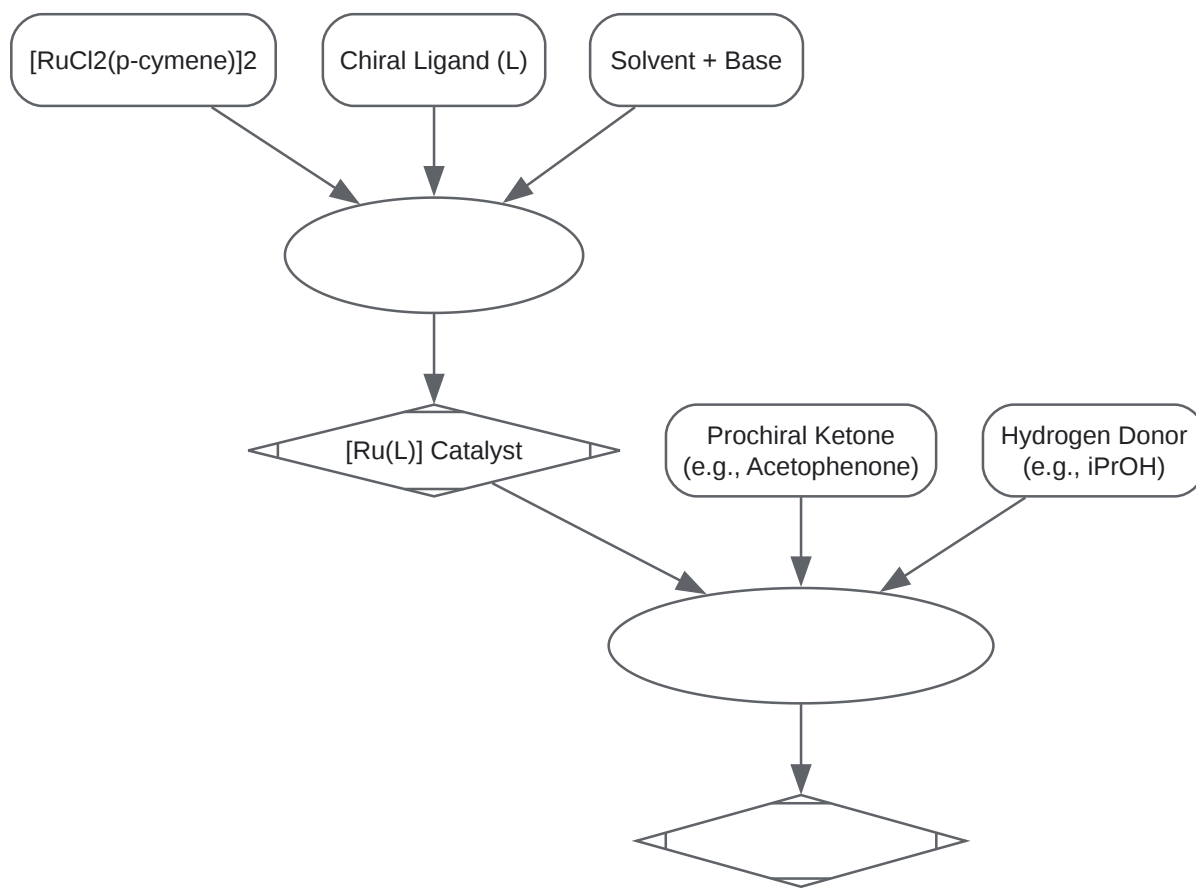 [RuCl2(p-cymene)]2
Chiral Ligand (L)
Solvent + Base
[Ru(L)] Catalyst
Prochiral Ketone
(e.g., Acetophenone)
Hydrogen Donor
(e.g., iPrOH)